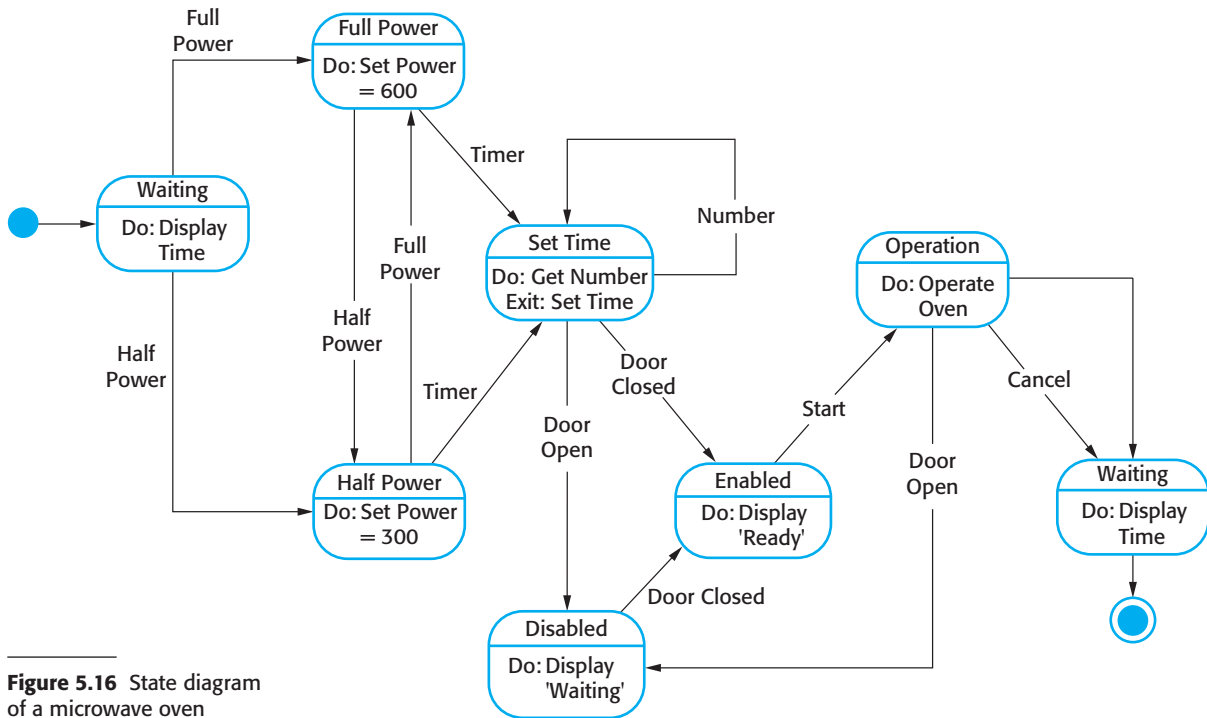 Full
Power
Full Power
Do: Set Power
= 600
Timer
Waiting
Do: Display
Time
Number
Full
Power
Set Time
Do: Get Number
Exit: Set Time
Operation
Do: Operate
Oven
Half
Power
Half
Power
Door
Closed
Cancel
Timer
Start
Door
Open
Door
Open
Half Power
Do: Set Power
= 300
Enabled
Do: Display
'Ready'
Waiting
Do: Display
Time
Door Closed
Disabled
Do: Display
'Waiting'
Figure 5.16 State diagram
of a microwave oven